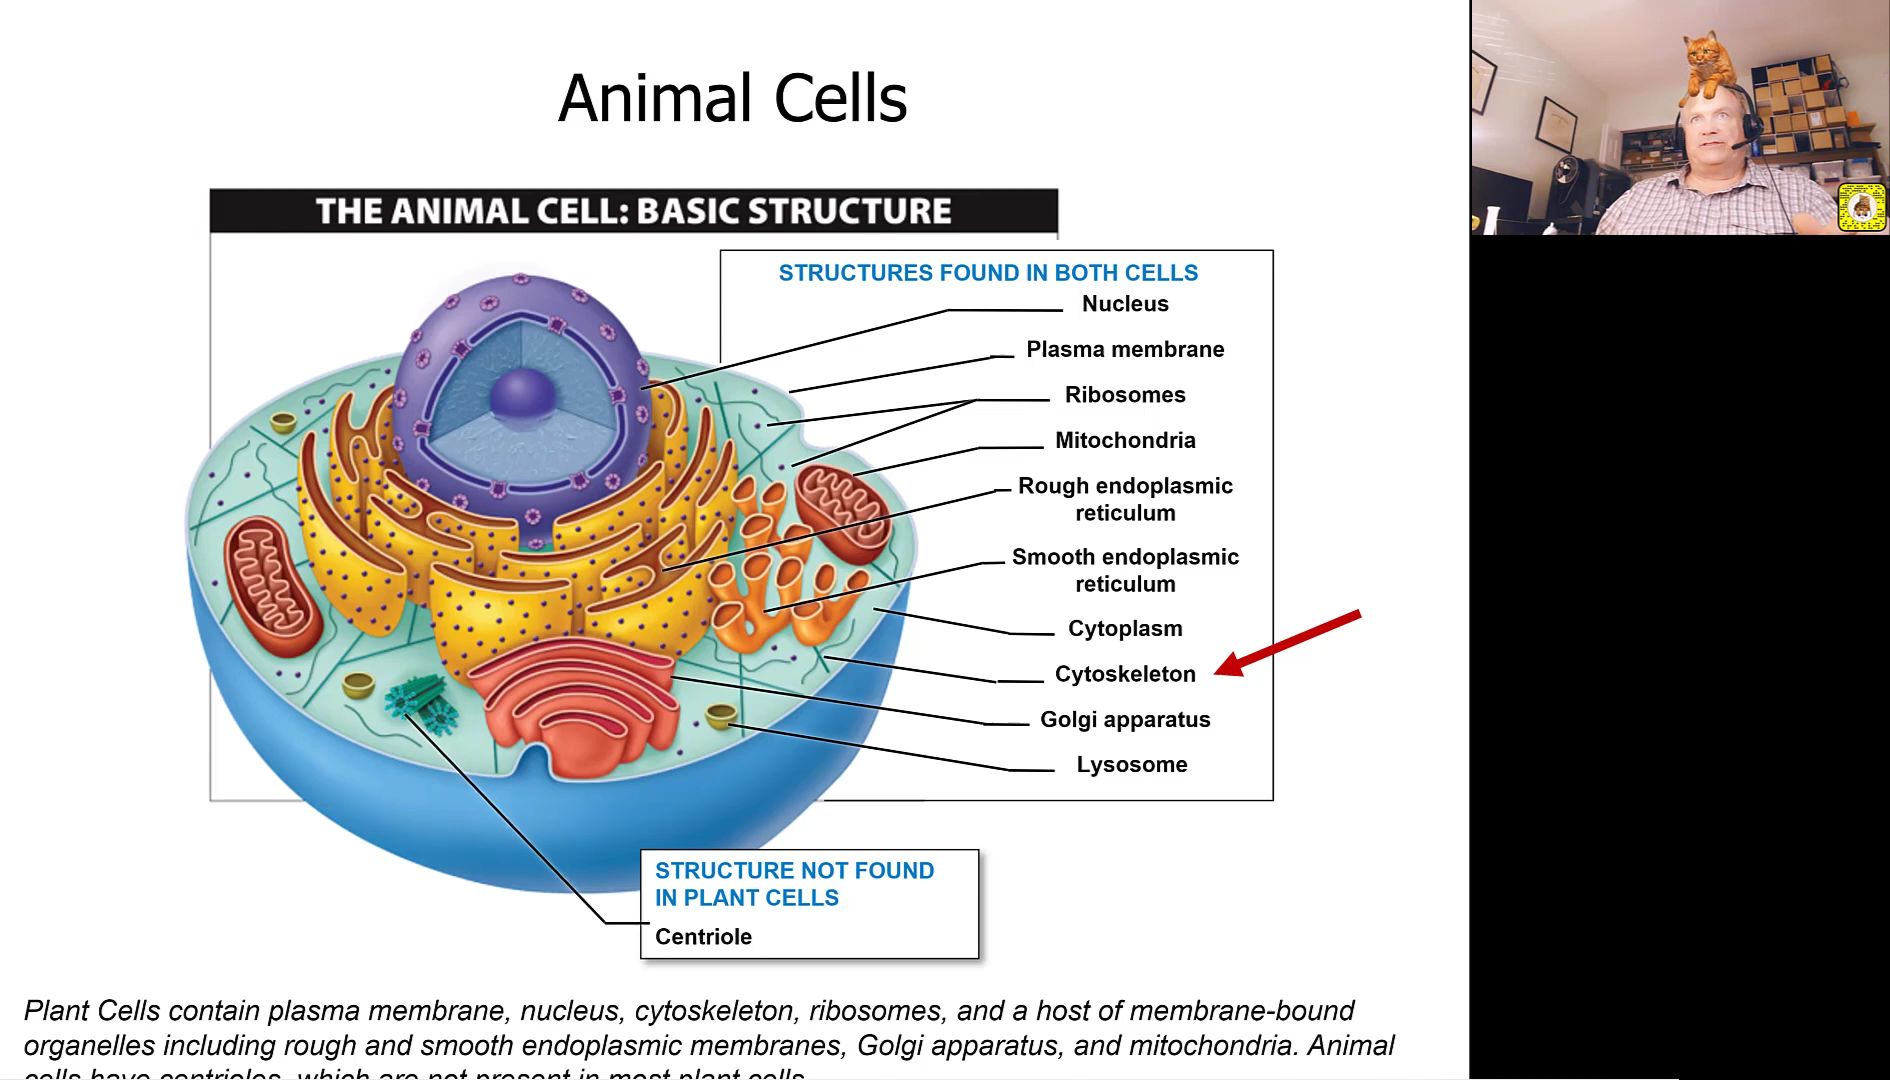 Animal Cells
THE ANIMAL CELL: BASIC STRUCTURE
STRUCTURES FOUND IN BOTH CELLS
Nucleus
Plasma membrane
Ribosomes
Mitochondria
Rough endoplasmic
reticulum
Smooth endoplasmic
reticulum
Cytoplasm
Cytoskeleton
Golgi apparatus
Lysosome
STRUCTURE NOT FOUND
IN PLANT CELLS
Centriole
Plant Cells contain plasma membrane, nucleus, cytoskeleton, ribosomes, and a host of membrane-bound
organelles including rough and smooth endoplasmic membranes, Golgi apparatus, and mitochondria. Animal
cells have centrioles, which are not present in most plant cells